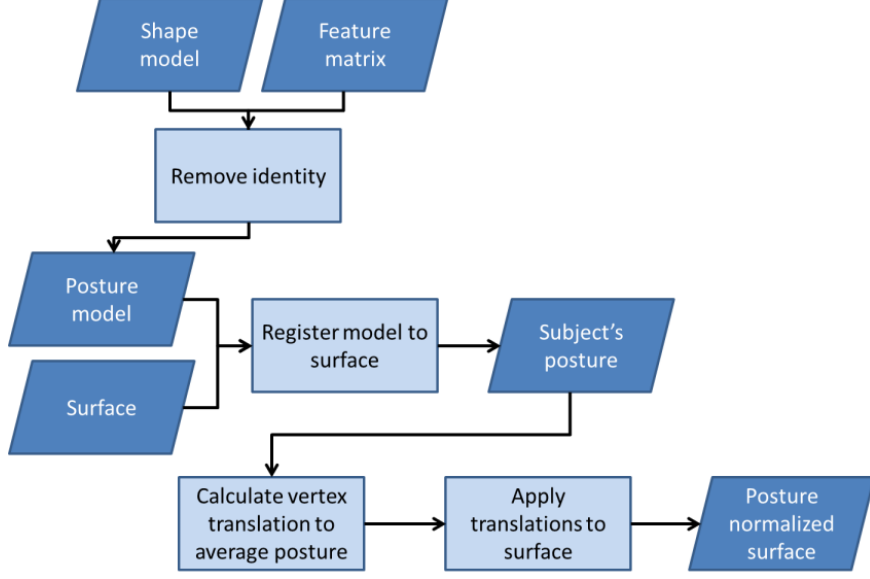 Shape
model
Feature
matrix
Remove identity
Posture
model
Register model to
surface
Subject's
posture
Surface
Calculate vertex
translation to
average posture
Apply
translations to
surface
Posture
normalized
surface